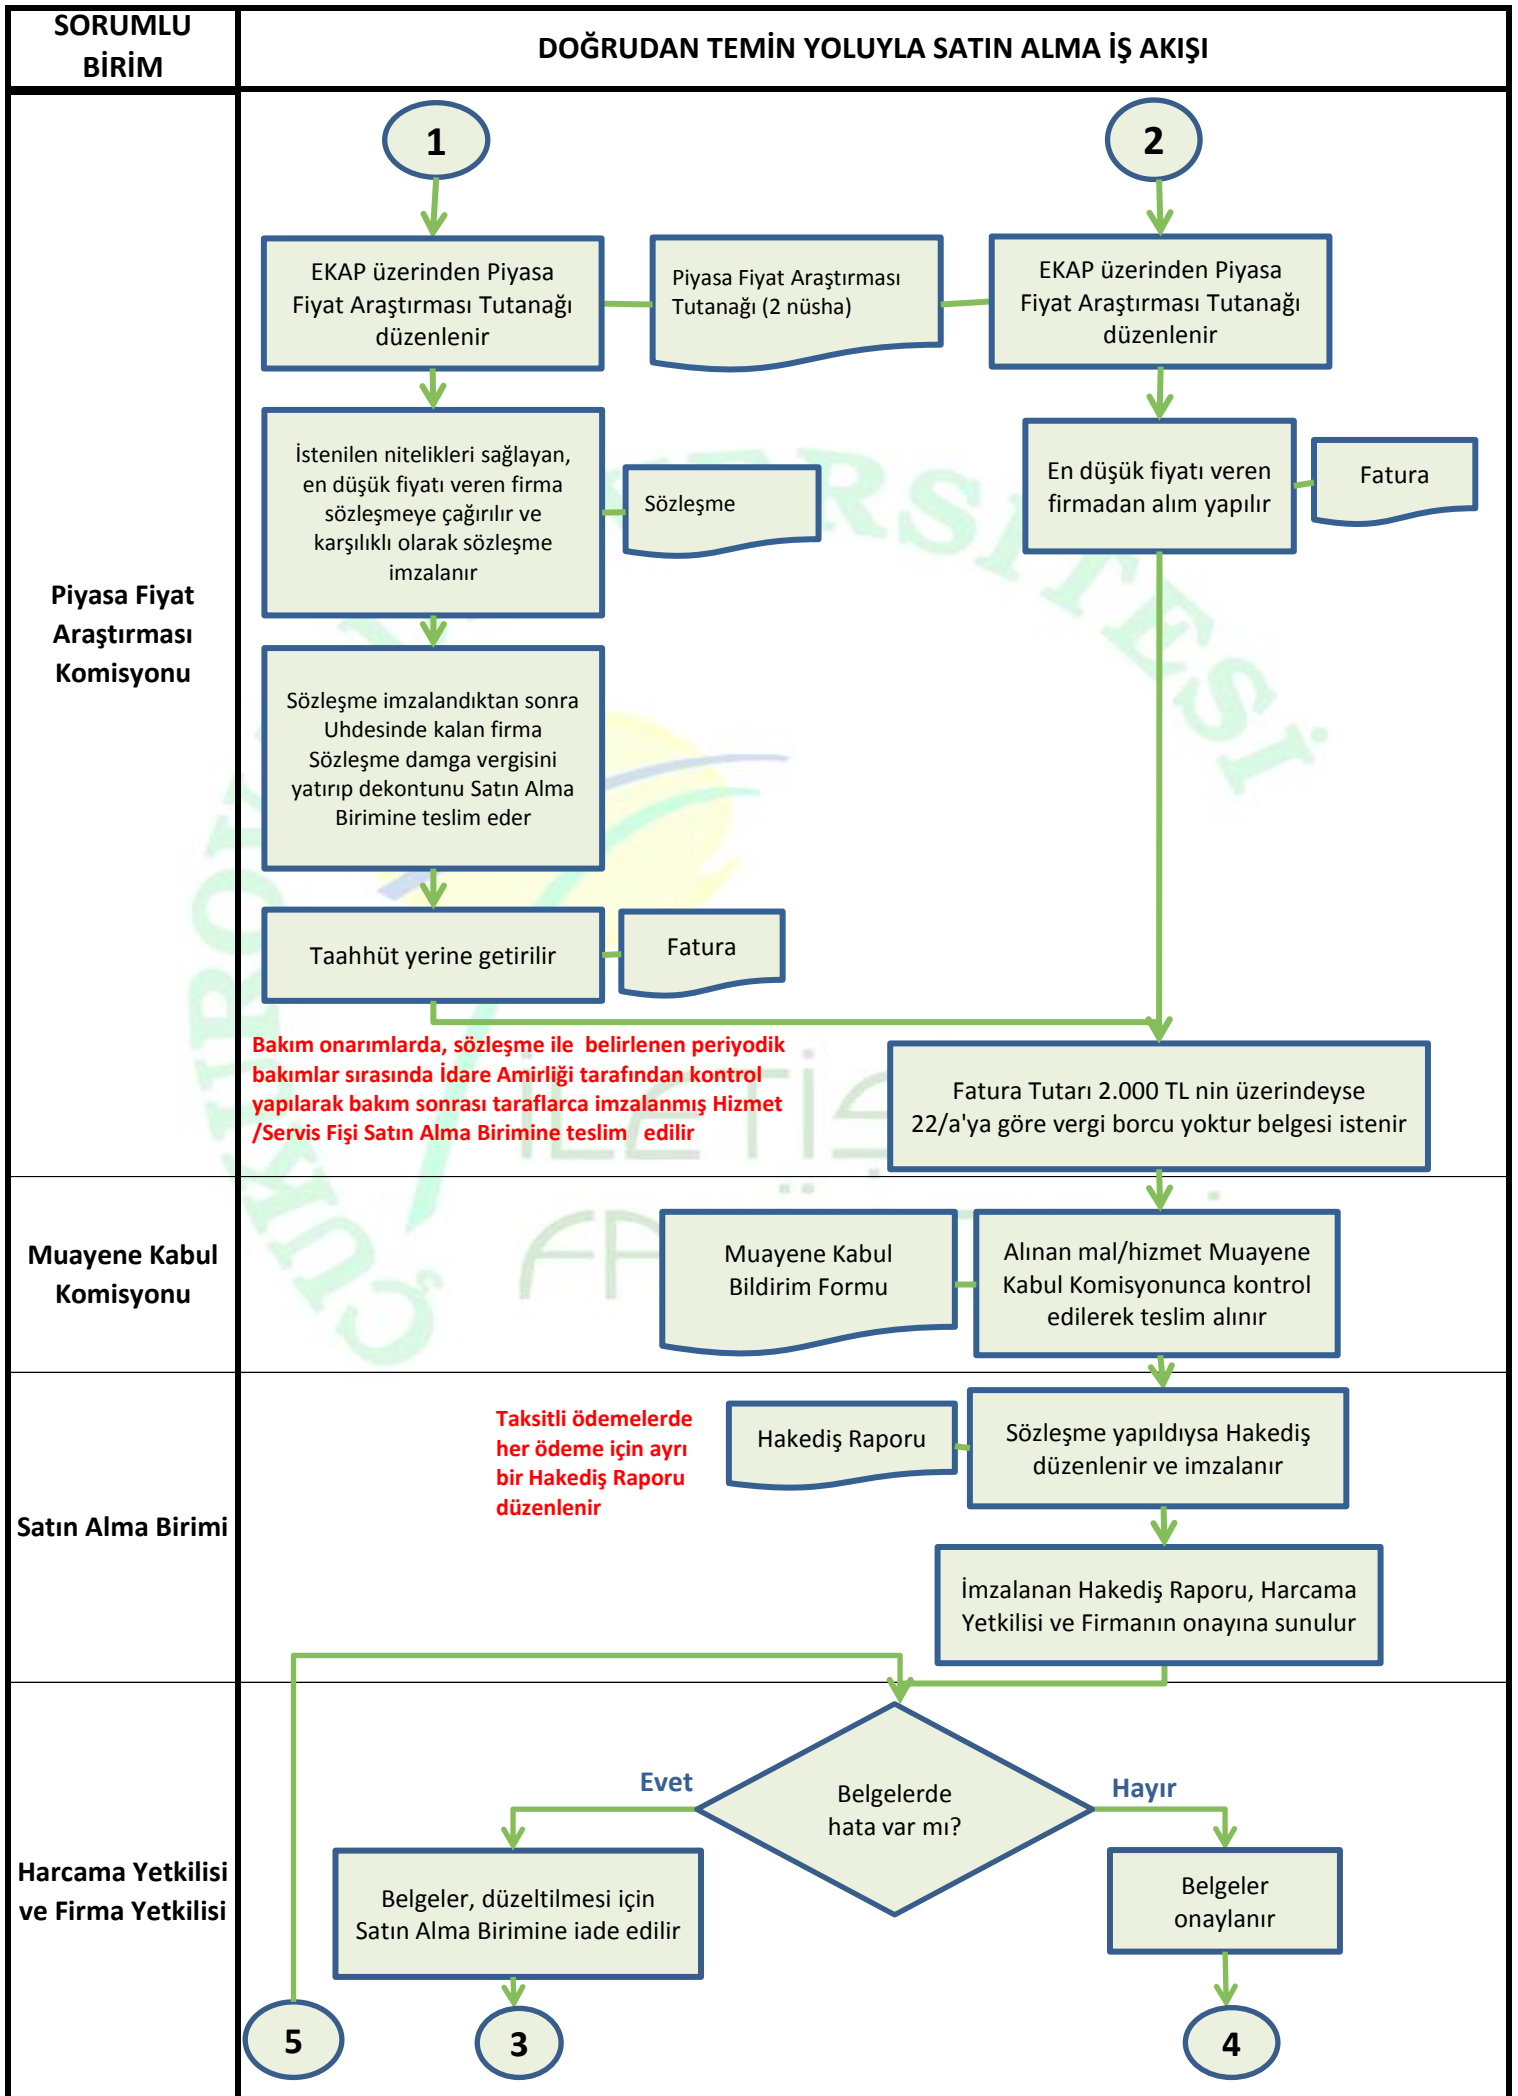 SORUMLU
BİRİM
DOĞRUDAN TEMİN YOLUYLA SATIN ALMA İŞ AKIŞI
1
2
EKAP üzerinden Piyasa
Fiyat Araştırması Tutanağı
düzenlenir
Piyasa Fiyat Araştırması
Tutanağı (2 nüsha)
EKAP üzerinden Piyasa
Fiyat Araştırması Tutanağı
düzenlenir
İstenilen nitelikleri sağlayan,
en düşük fiyatı veren firma
sözleşmeye çağırılır ve
karşılıklı olarak sözleşme
imzalanır
Sözleşme
En düşük fiyatı veren
firmadan alım yapılır
Fatura
Piyasa Fiyat
Araştırması
Komisyonu
Sözleşme imzalandıktan sonra
Uhdesinde kalan firma
Sözleşme damga vergisini
yatırıp dekontunu Satın Alma
Birimine teslim eder
Taahhüt yerine getirilir
Fatura
Bakım onarımlarda, sözleşme ile  belirlenen periyodik
bakımlar sırasında İdare Amirliği tarafından kontrol
yapılarak bakım sonrası taraflarca imzalanmış Hizmet
/Servis Fişi Satın Alma Birimine teslim   edilir
Fatura Tutarı 2.000 TL nin üzerindeyse
22/a'ya göre vergi borcu yoktur belgesi istenir
Muayene Kabul
Komisyonu
Muayene Kabul
Bildirim Formu
Alınan mal/hizmet Muayene
Kabul Komisyonunca kontrol
edilerek teslim alınır
Satın Alma Birimi
Taksitli ödemelerde
her ödeme için ayrı
bir Hakediş Raporu
düzenlenir
Hakediş Raporu
Sözleşme yapıldıysa Hakediş
düzenlenir ve imzalanır
İmzalanan Hakediş Raporu, Harcama
Yetkilisi ve Firmanın onayına sunulur
Harcama Yetkilisi
ve Firma Yetkilisi
Evet
Belgelerde
hata var mı?
Hayır
Belgeler, düzeltilmesi için
Satın Alma Birimine iade edilir
Belgeler
onaylanır
5
3
4